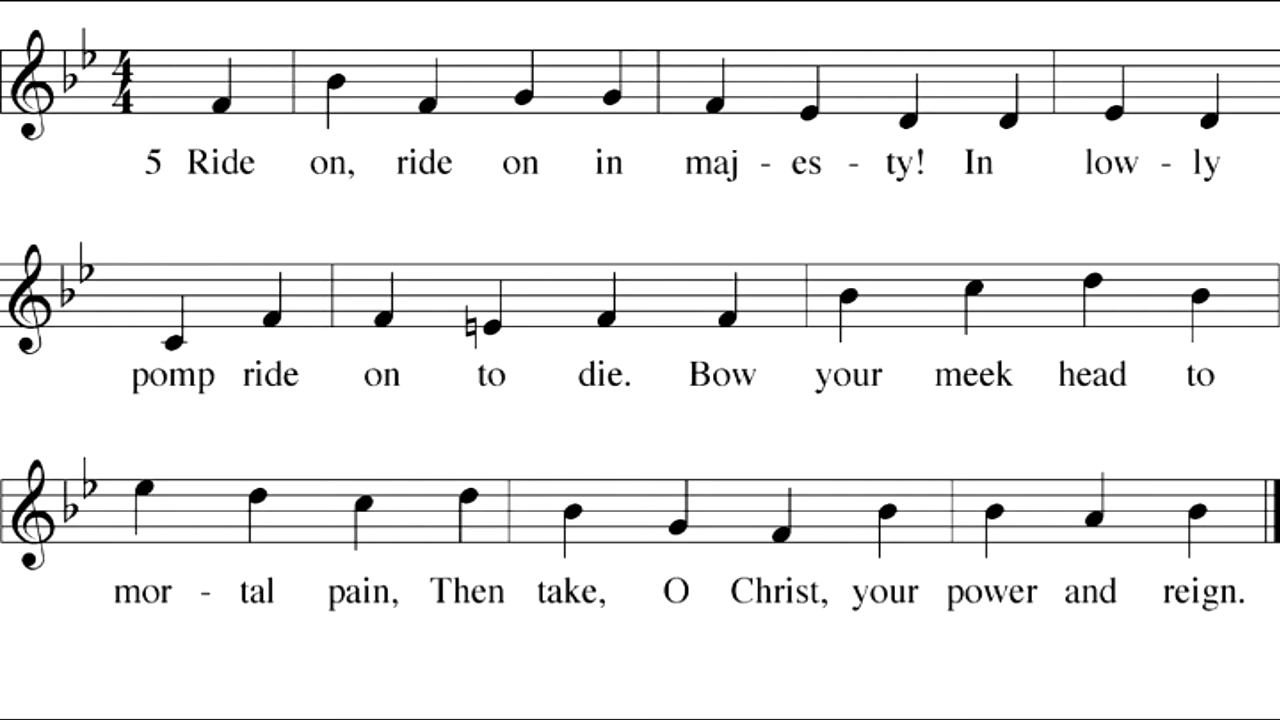 5 Ride on, ride on in maj - es - ty! In low - ly
pomp ride on to die. Bow your meek head to
mor - tal pain, Then take, O Christ, your power and reign.